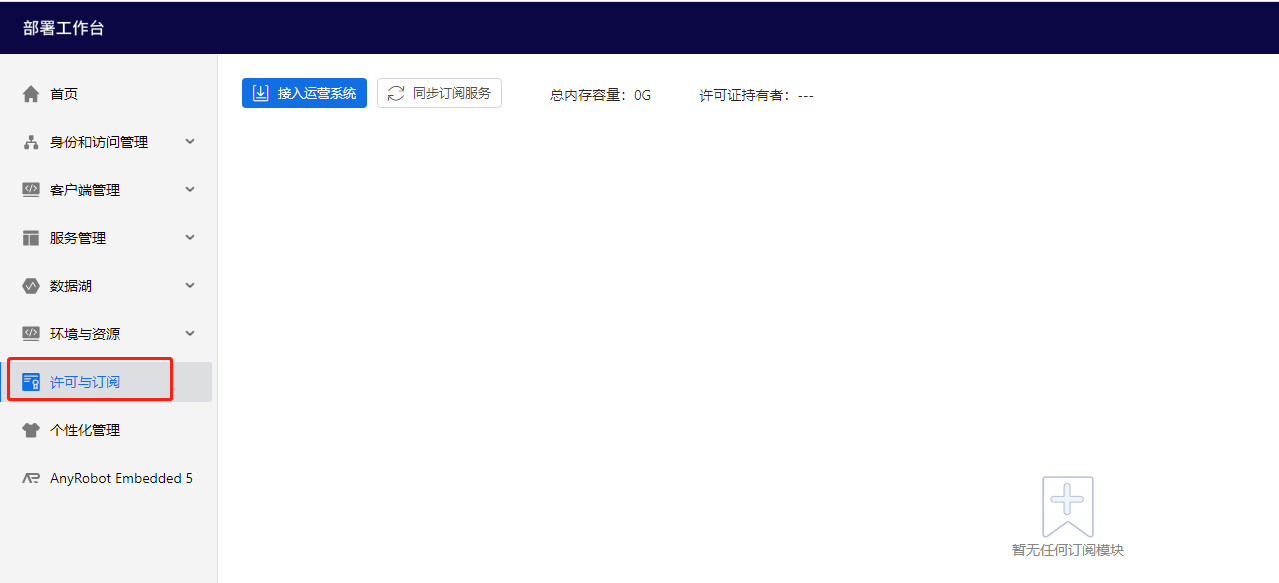 部署工作台
首页
身份和访问管理
客户端管理
服务管理
数据湖
环境与资源
许可与订阅
个性化管理
AnyRobot Embedded 5
接入运营系统
同步订阅服务
总内存容量：0G
许可证持有者：---
暂无任何订阅模块